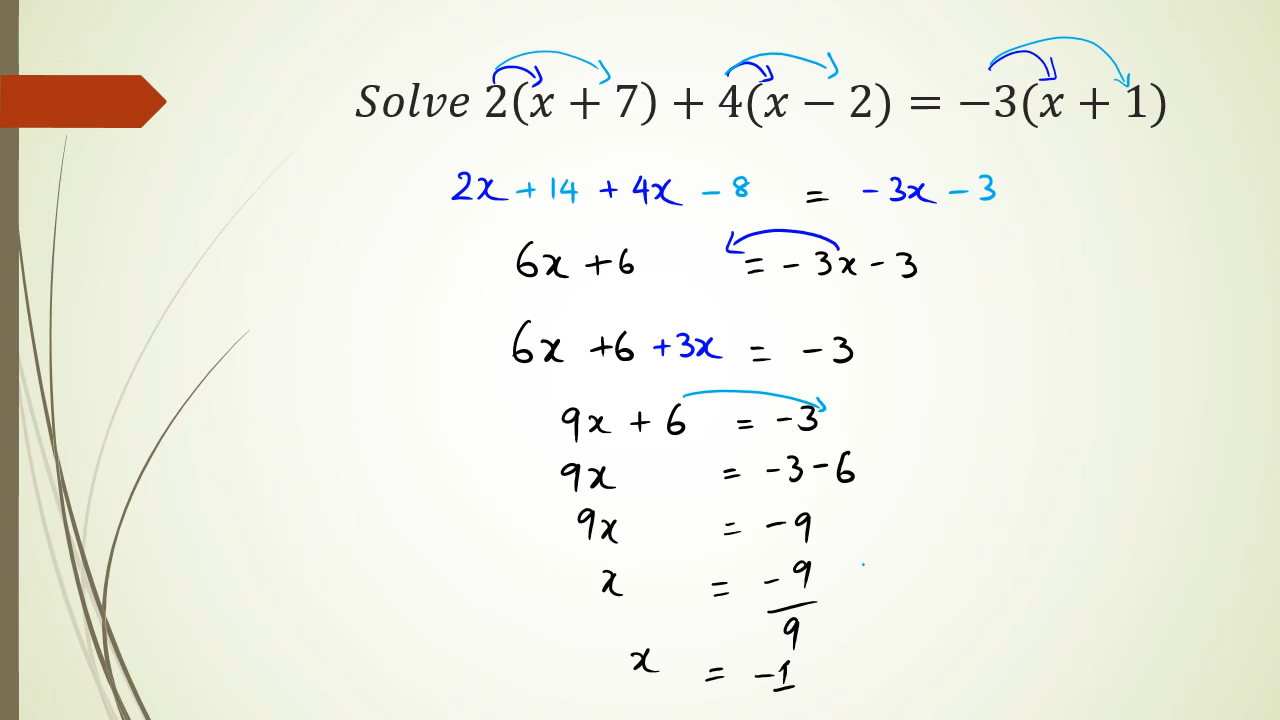 Solve 2(x + 7) + 4(x − 2) = −3(x + 1)
2x + 14 + 4x − 8 = − 3x − 3
6x + 6 = − 3x − 3
6x + 6 + 3x = − 3
9x + 6 = − 3
9x = − 3 − 6
9x = − 9
x = − 9
9
x = − 1